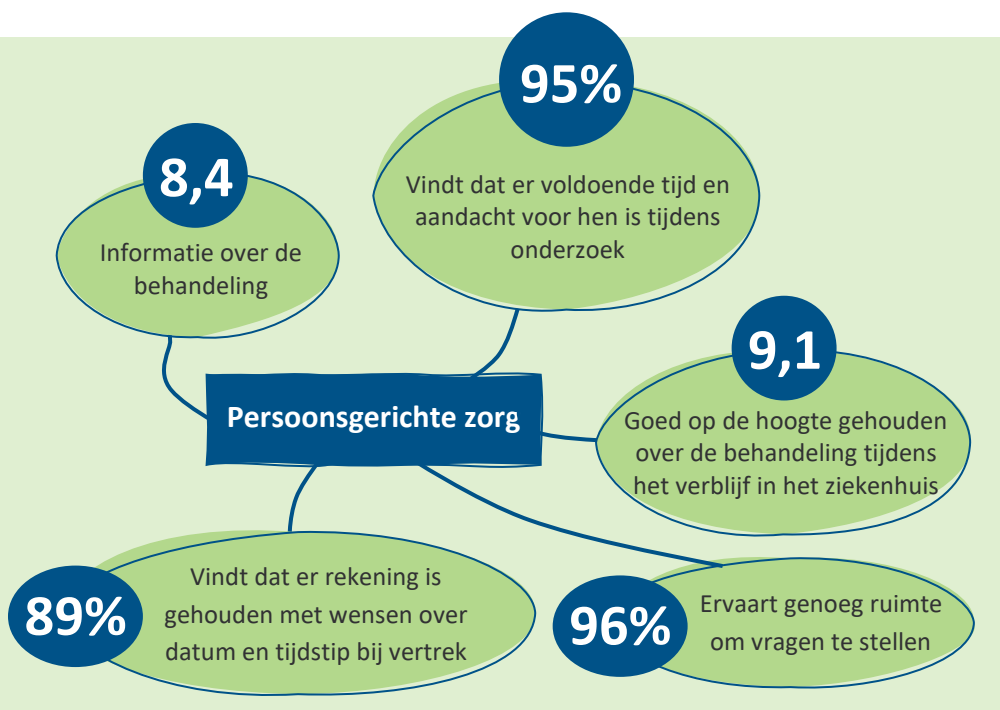 95%
Vindt dat er voldoende tijd en
aandacht voor hen is tijdens
onderzoek
8,4
Informatie over de
behandeling
9,1
Goed op de hoogte gehouden
over de behandeling tijdens
het verblijf in het ziekenhuis
Persoonsgerichte zorg
89%
Vindt dat er rekening is
gehouden met wensen over
datum en tijdstip bij vertrek
96%
Ervaart genoeg ruimte
om vragen te stellen